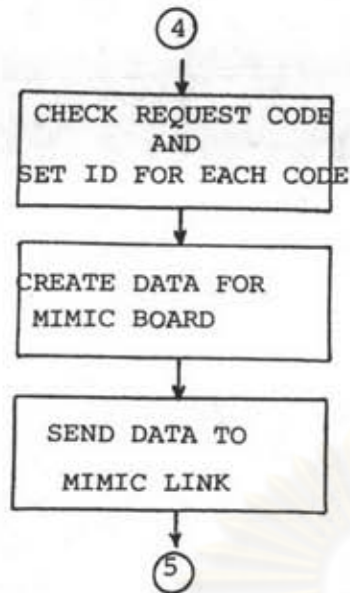 4
CHECK REQUEST CODE
AND
SET ID FOR EACH CODE
CREATE DATA FOR
MIMIC BOARD
SEND DATA TO
MIMIC LINK
5